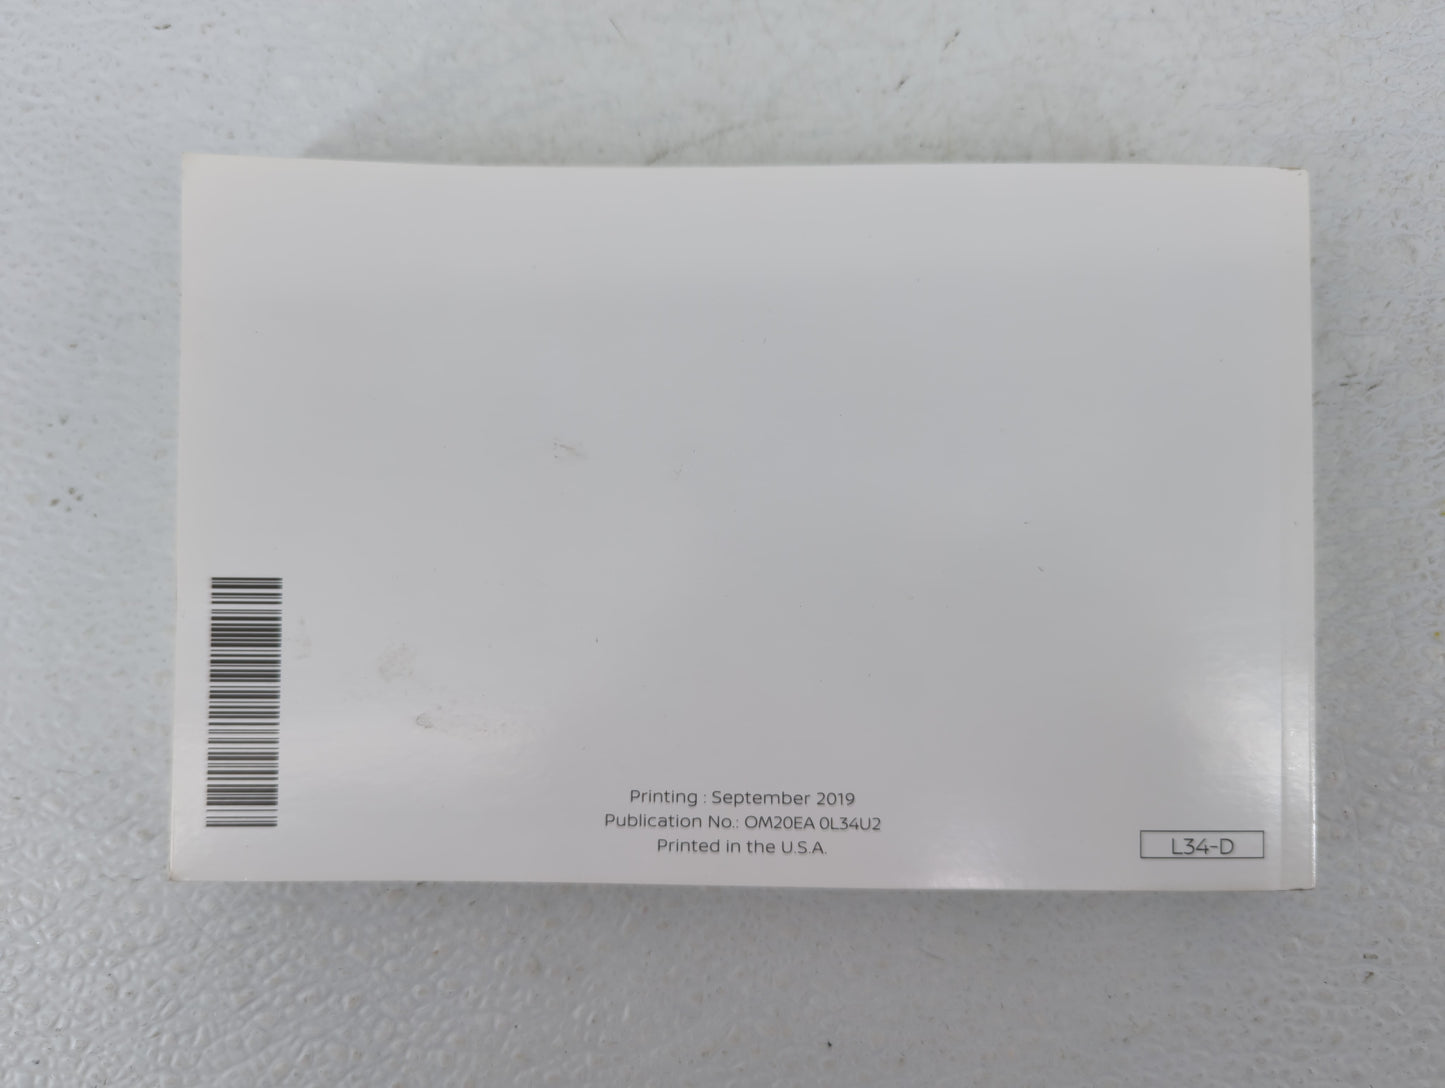 Printing : September 2019
Publication No.: OM20EA 0L34U2
Printed in the U.S.A.
L34-D